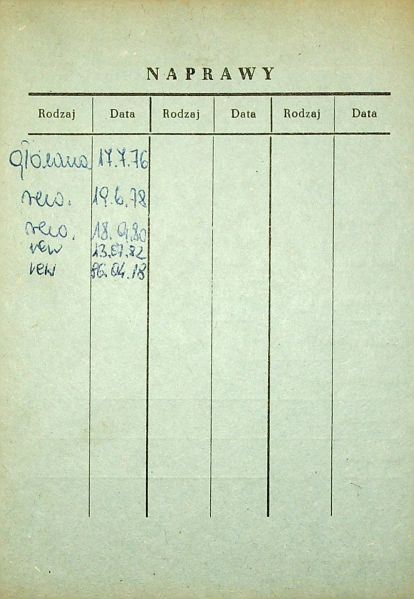 NAPRAWY
Rodzaj Data Rodzaj Data Rodzaj Data
główna 17.7.76
rew. 19.6.78
rew. 18.9.80
rew 13.07.82
rew 86.04.18